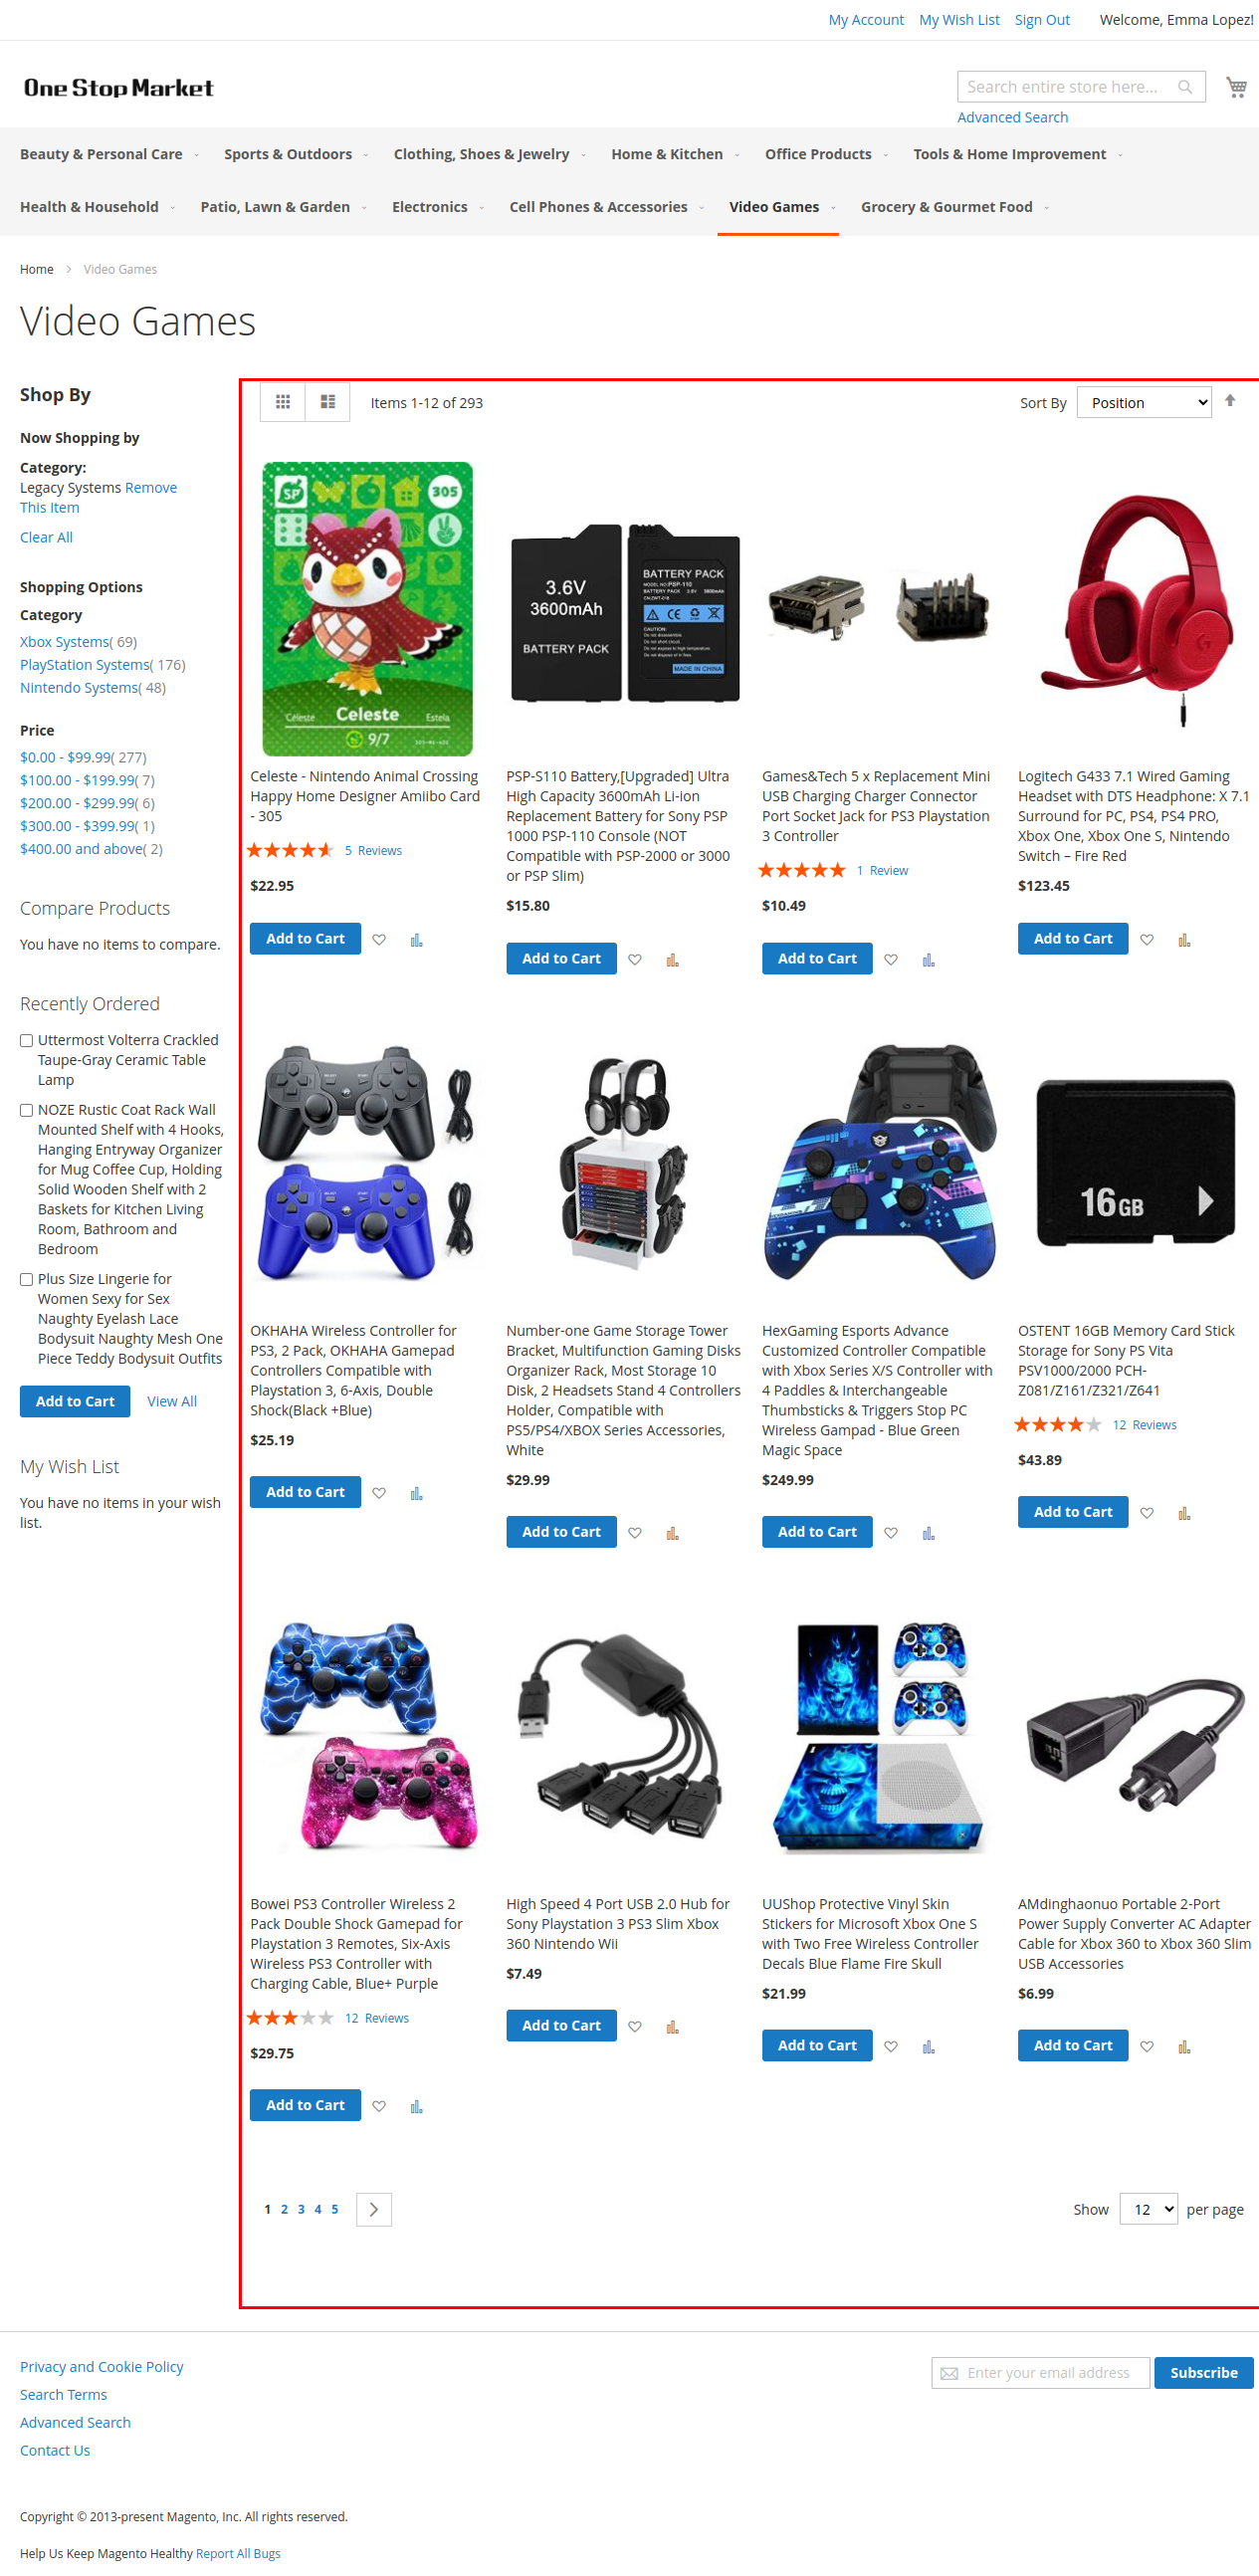 My Account My Wish List Sign Out Welcome, Emma Lopez!
One Stop Market
Search entire store here...
Advanced Search
Beauty & Personal Care Sports & Outdoors Clothing, Shoes & Jewelry Home & Kitchen Office Products Tools & Home Improvement
Health & Household Patio, Lawn & Garden Electronics Cell Phones & Accessories Video Games Grocery & Gourmet Food
Home Video Games
Video Games
Shop By
Now Shopping by
Category:
Legacy Systems Remove
This Item
Clear All
Shopping Options
Category
Xbox Systems( 69)
PlayStation Systems( 176)
Nintendo Systems( 48)
Price
$0.00 - $99.99( 277)
$100.00 - $199.99( 7)
$200.00 - $299.99( 6)
$300.00 - $399.99( 1)
$400.00 and above( 2)
Compare Products
You have no items to compare.
Recently Ordered
Uttermost Volterra Crackled
Taupe-Gray Ceramic Table
Lamp
NOZE Rustic Coat Rack Wall
Mounted Shelf with 4 Hooks,
Hanging Entryway Organizer
for Mug Coffee Cup, Holding
Solid Wooden Shelf with 2
Baskets for Kitchen Living
Room, Bathroom and
Bedroom
Plus Size Lingerie for
Women Sexy for Sex
Naughty Eyelash Lace
Bodysuit Naughty Mesh One
Piece Teddy Bodysuit Outfits
Add to Cart View All
My Wish List
You have no items in your wish
list.
Items 1-12 of 293
Sort By Position
SP
305
Céleste Celeste Estela
9/7
3.6V
3600mAh
BATTERY PACK
BATTERY PACK
MADE IN CHINA
Celeste - Nintendo Animal Crossing
Happy Home Designer Amiibo Card
- 305
5 Reviews
$22.95
Add to Cart
PSP-S110 Battery,[Upgraded] Ultra
High Capacity 3600mAh Li-ion
Replacement Battery for Sony PSP
1000 PSP-110 Console (NOT
Compatible with PSP-2000 or 3000
or PSP Slim)
$15.80
Add to Cart
Games&Tech 5 x Replacement Mini
USB Charging Charger Connector
Port Socket Jack for PS3 Playstation
3 Controller
1 Review
$10.49
Add to Cart
Logitech G433 7.1 Wired Gaming
Headset with DTS Headphone: X 7.1
Surround for PC, PS4, PS4 PRO,
Xbox One, Xbox One S, Nintendo
Switch – Fire Red
$123.45
Add to Cart
16GB
OKHAHA Wireless Controller for
PS3, 2 Pack, OKHAHA Gamepad
Controllers Compatible with
Playstation 3, 6-Axis, Double
Shock(Black +Blue)
$25.19
Add to Cart
Number-one Game Storage Tower
Bracket, Multifunction Gaming Disks
Organizer Rack, Most Storage 10
Disk, 2 Headsets Stand 4 Controllers
Holder, Compatible with
PS5/PS4/XBOX Series Accessories,
White
$29.99
Add to Cart
HexGaming Esports Advance
Customized Controller Compatible
with Xbox Series X/S Controller with
4 Paddles & Interchangeable
Thumbsticks & Triggers Stop PC
Wireless Gampad - Blue Green
Magic Space
$249.99
Add to Cart
OSTENT 16GB Memory Card Stick
Storage for Sony PS Vita
PSV1000/2000 PCH-
Z081/Z161/Z321/Z641
12 Reviews
$43.89
Add to Cart
Bowei PS3 Controller Wireless 2
Pack Double Shock Gamepad for
Playstation 3 Remotes, Six-Axis
Wireless PS3 Controller with
Charging Cable, Blue+ Purple
12 Reviews
$29.75
Add to Cart
High Speed 4 Port USB 2.0 Hub for
Sony Playstation 3 PS3 Slim Xbox
360 Nintendo Wii
$7.49
Add to Cart
UUShop Protective Vinyl Skin
Stickers for Microsoft Xbox One S
with Two Free Wireless Controller
Decals Blue Flame Fire Skull
$21.99
Add to Cart
AMdinghaonuo Portable 2-Port
Power Supply Converter AC Adapter
Cable for Xbox 360 to Xbox 360 Slim
USB Accessories
$6.99
Add to Cart
1 2 3 4 5
Show 12 per page
Privacy and Cookie Policy
Search Terms
Advanced Search
Contact Us
Enter your email address Subscribe
Copyright © 2013-present Magento, Inc. All rights reserved.
Help Us Keep Magento Healthy Report All Bugs